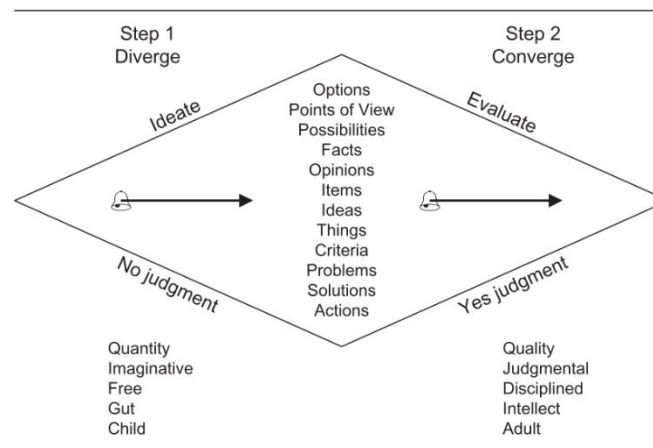 Step 1
Diverge
Step 2
Converge
Ideate
Evaluate
Options
Points of View
Possibilities
Facts
Opinions
Items
Ideas
Things
Criteria
Problems
Solutions
Actions
No judgment
Yes judgment
Quantity
Imaginative
Free
Gut
Child
Quality
Judgmental
Disciplined
Intellect
Adult